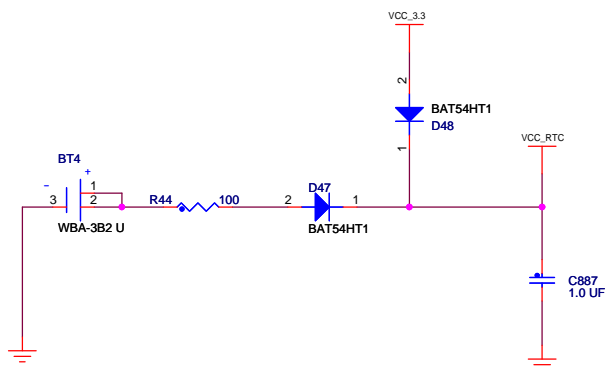 VCC_3.3
2
BAT54HT1
D48
1
VCC_RTC
BT4
- +
3 1
2
WBA-3B2 U
R44 100
D47
2 1
BAT54HT1
C887
1.0 UF